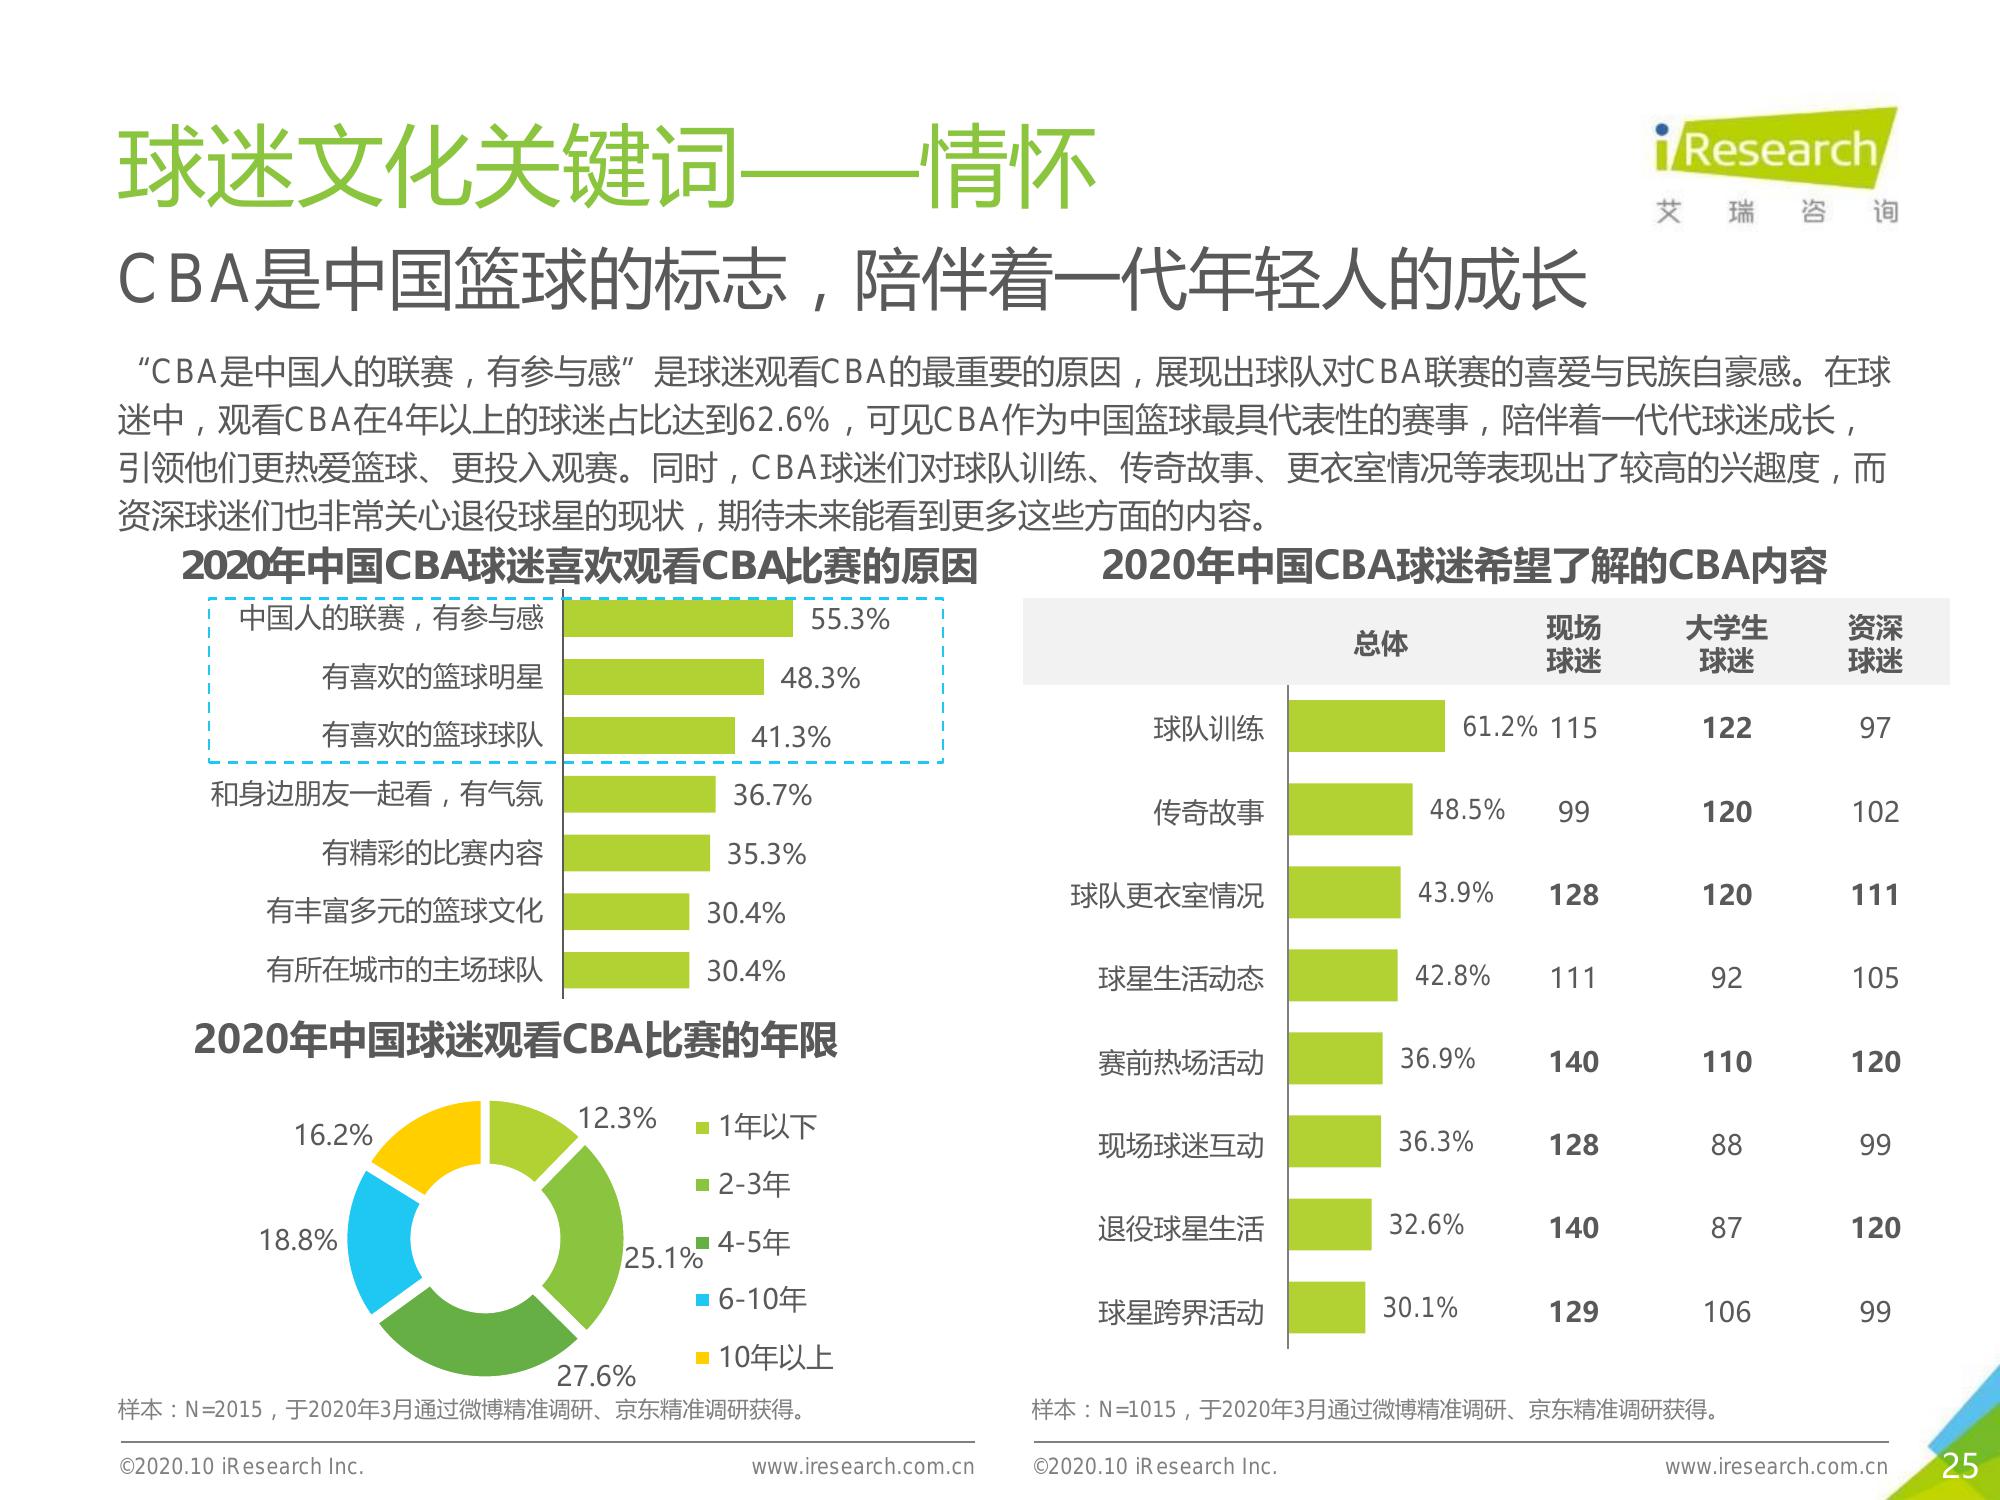 球迷文化关键词——情怀
iResearch
艾瑞咨询
CBA是中国篮球的标志，陪伴着一代年轻人的成长
“CBA是中国人的联赛，有参与感”是球迷观看CBA的最重要的原因，展现出球队对CBA联赛的喜爱与民族自豪感。在球
迷中，观看CBA在4年以上的球迷占比达到62.6%，可见CBA作为中国篮球最具代表性的赛事，陪伴着一代代球迷成长，
引领他们更热爱篮球、更投入观赛。同时，CBA球迷们对球队训练、传奇故事、更衣室情况等表现出了较高的兴趣度，而
资深球迷们也非常关心退役球星的现状，期待未来能看到更多这些方面的内容。
2020年中国CBA球迷喜欢观看CBA比赛的原因
中国人的联赛，有参与感 55.3%
有喜欢的篮球明星 48.3%
有喜欢的篮球球队 41.3%
和身边朋友一起看，有气氛 36.7%
有精彩的比赛内容 35.3%
有丰富多元的篮球文化 30.4%
有所在城市的主场球队 30.4%
2020年中国球迷观看CBA比赛的年限
12.3%
25.1%
27.6%
18.8%
16.2%
1年以下
2-3年
4-5年
6-10年
10年以上
样本：N=2015，于2020年3月通过微博精准调研、京东精准调研获得。
©2020.10 iResearch Inc. www.iresearch.com.cn
2020年中国CBA球迷希望了解的CBA内容
总体 现场球迷 大学生球迷 资深球迷
球队训练 61.2% 115 122 97
传奇故事 48.5% 99 120 102
球队更衣室情况 43.9% 128 120 111
球星生活动态 42.8% 111 92 105
赛前热场活动 36.9% 140 110 120
现场球迷互动 36.3% 128 88 99
退役球星生活 32.6% 140 87 120
球星跨界活动 30.1% 129 106 99
样本：N=1015，于2020年3月通过微博精准调研、京东精准调研获得。
©2020.10 iResearch Inc. www.iresearch.com.cn
25